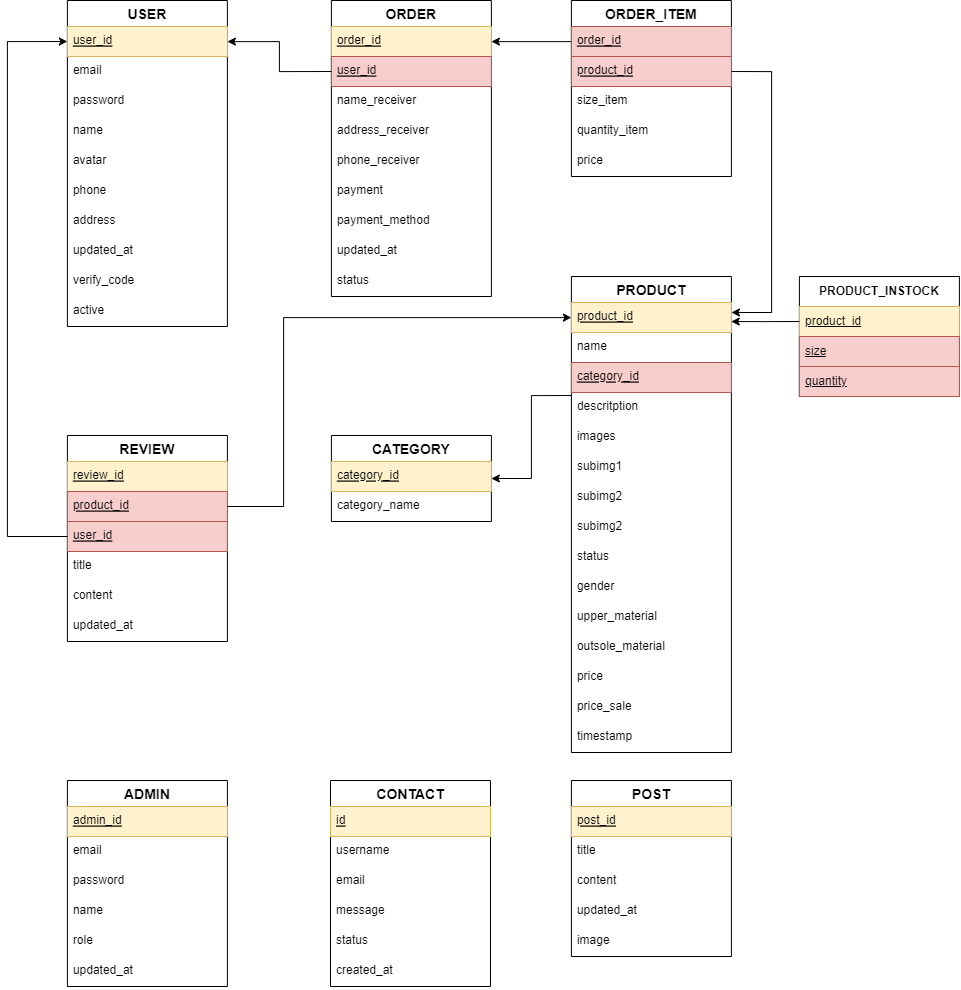 USER
user_id
email
password
name
avatar
phone
address
updated_at
verify_code
active
ORDER
order_id
user_id
name_receiver
address_receiver
phone_receiver
payment
payment_method
updated_at
status
ORDER_ITEM
order_id
product_id
size_item
quantity_item
price
PRODUCT
product_id
name
category_id
descritption
images
subimg1
subimg2
subimg2
status
gender
upper_material
outsole_material
price
price_sale
timestamp
PRODUCT_INSTOCK
product_id
size
quantity
REVIEW
review_id
product_id
user_id
title
content
updated_at
CATEGORY
category_id
category_name
ADMIN
admin_id
email
password
name
role
updated_at
CONTACT
id
username
email
message
status
created_at
POST
post_id
title
content
updated_at
image